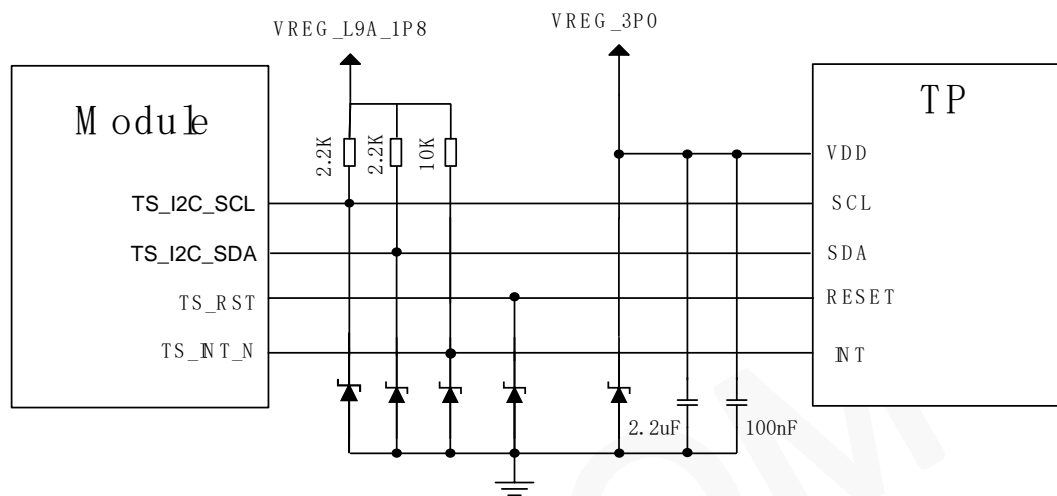 VREG_L9A_1P8
VREG_3P0
Module
TP
2.2K
2.2K
10K
VDD
TS_I2C_SCL
SCL
TS_I2C_SDA
SDA
TS_RST
RESET
TS_INT_N
INT
2.2uF
100nF